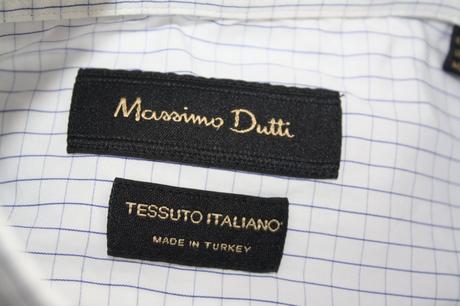 Massimo Dutti
TESSUTO ITALIANO
MADE IN TURKEY